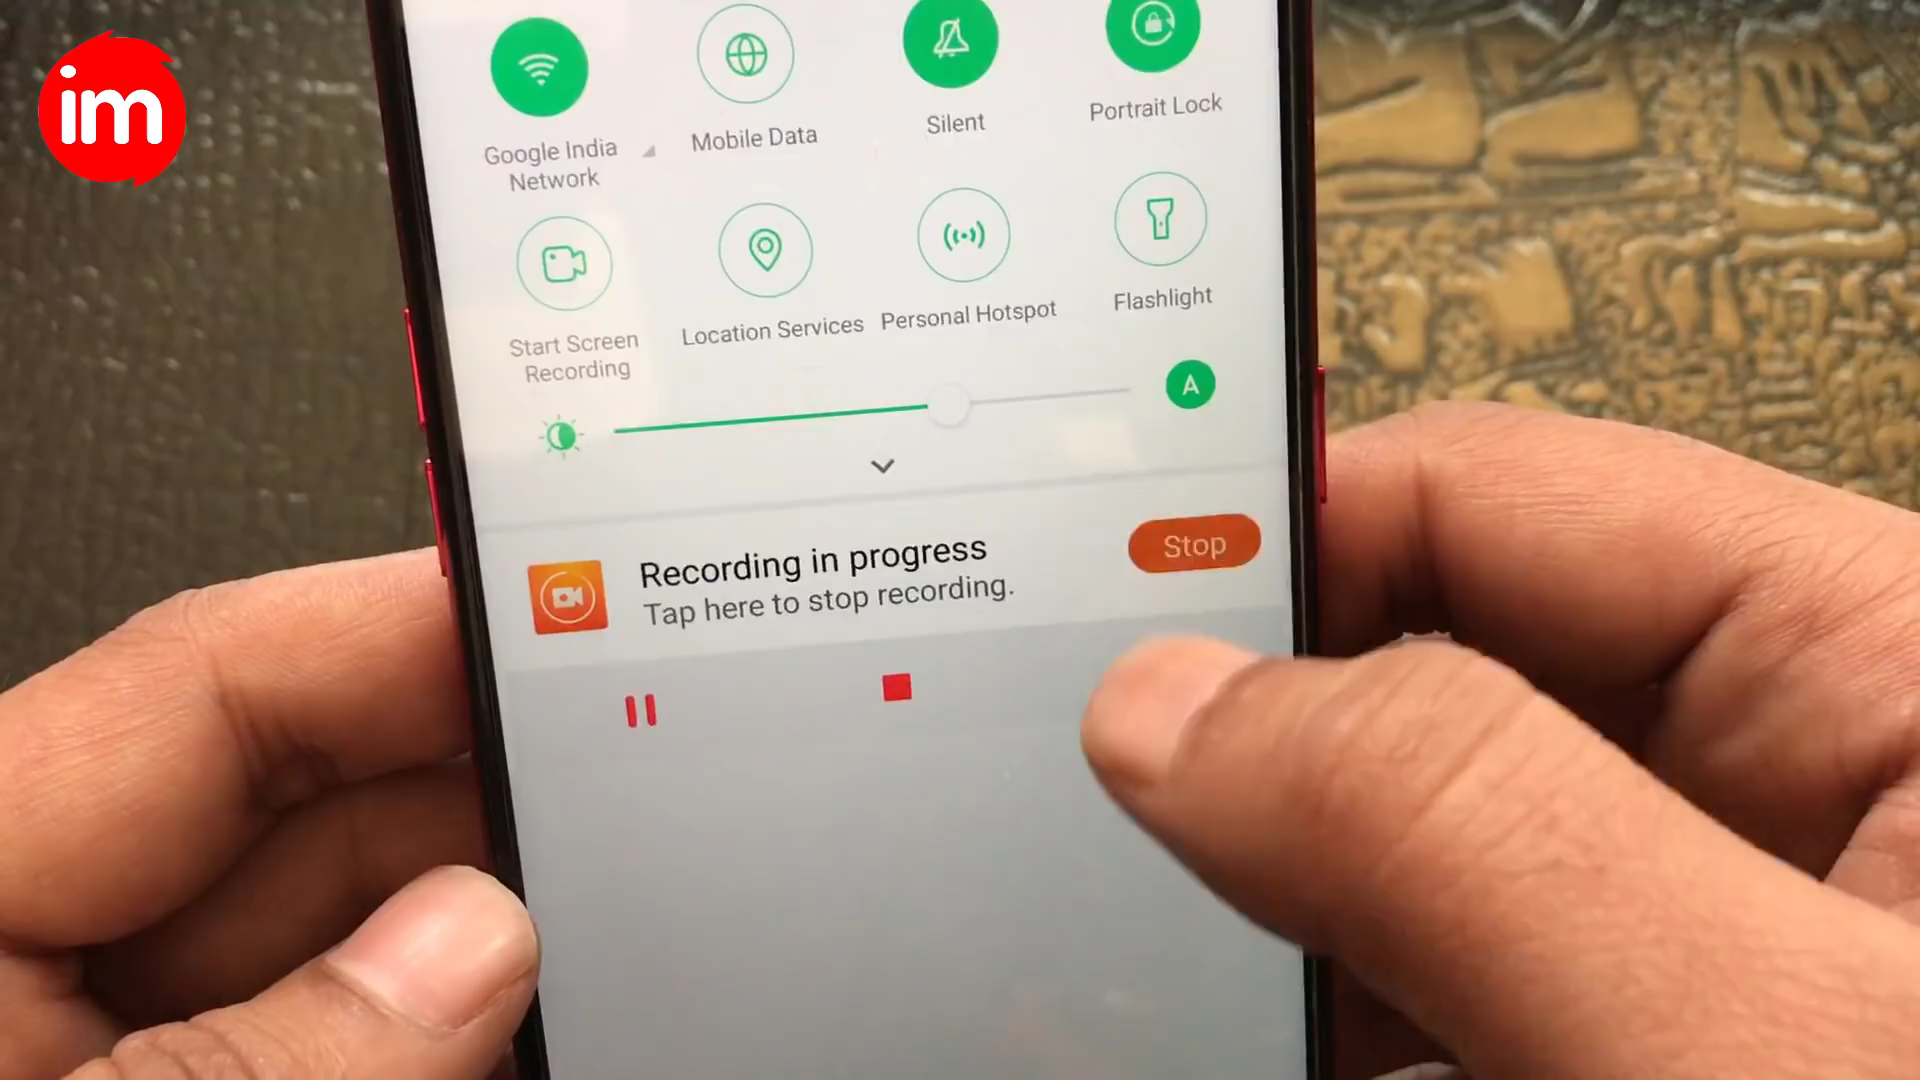 im
Google India
Network
Mobile Data
Silent
Portrait Lock
Start Screen
Recording
Location Services
Personal Hotspot
Flashlight
A
Recording in progress
Tap here to stop recording.
Stop